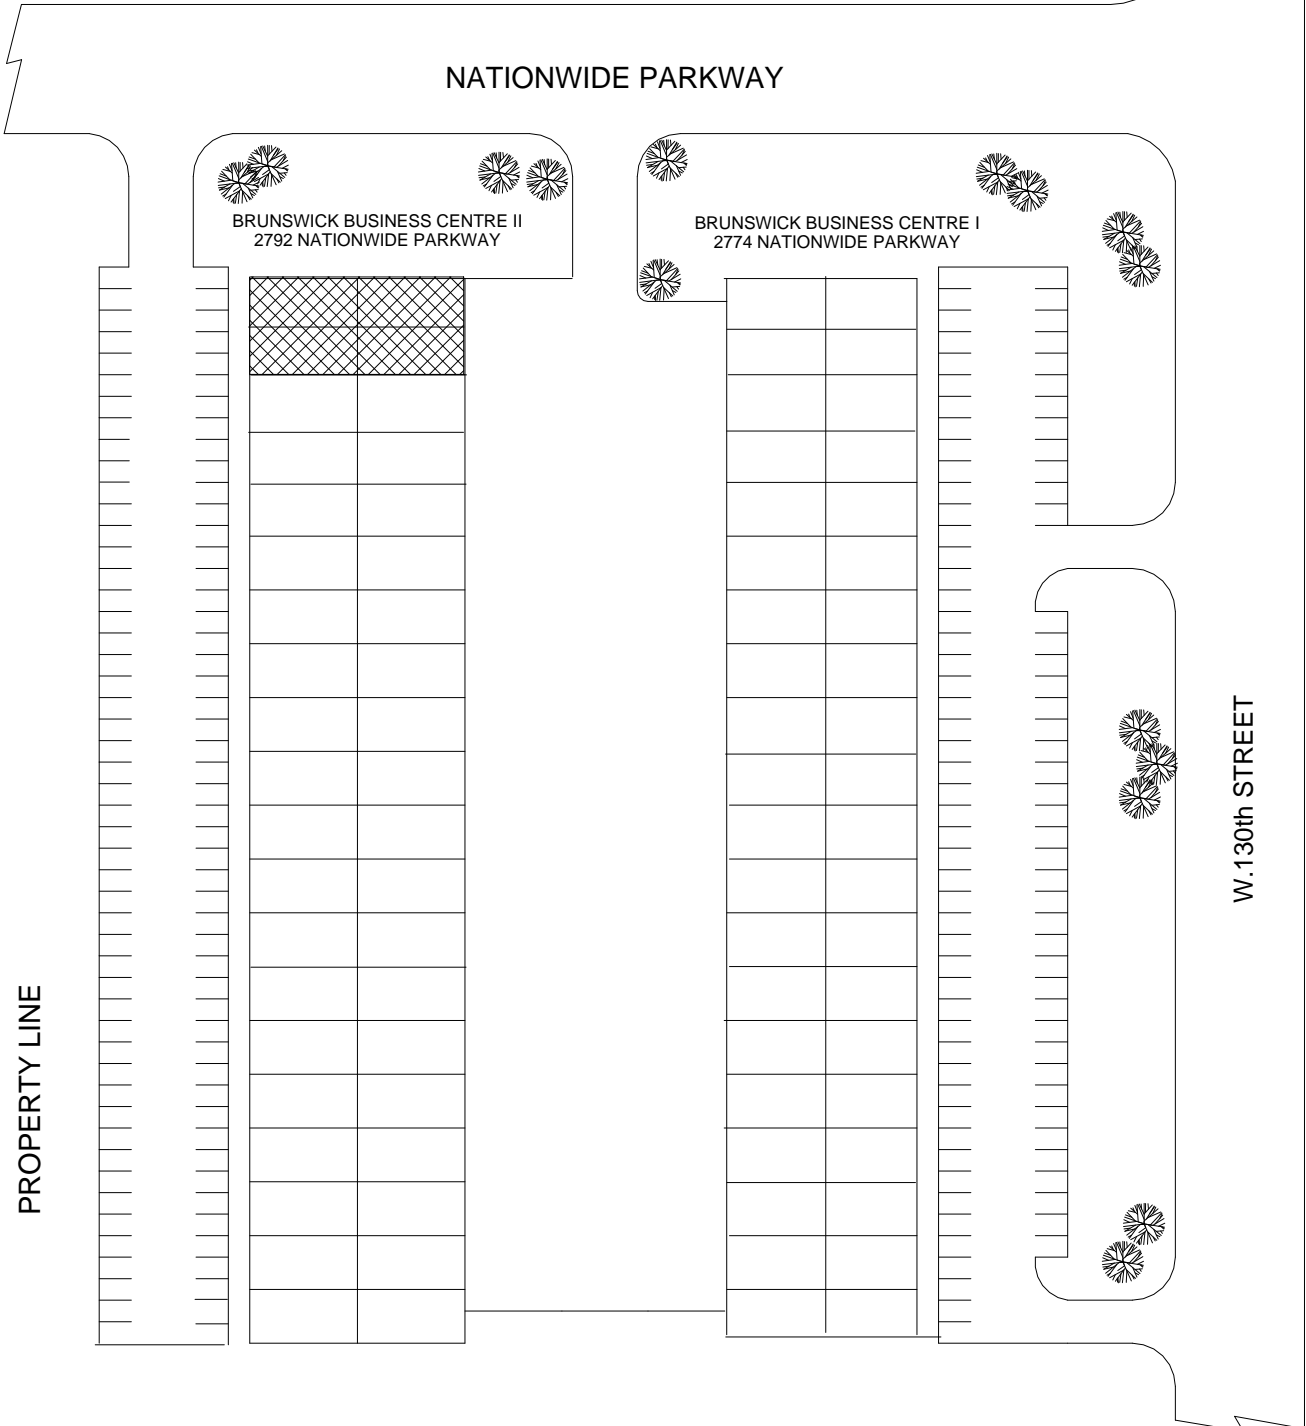 NATIONWIDE PARKWAY
BRUNSWICK BUSINESS CENTRE II
2792 NATIONWIDE PARKWAY
BRUNSWICK BUSINESS CENTRE I
2774 NATIONWIDE PARKWAY
W.130th STREET
PROPERTY LINE